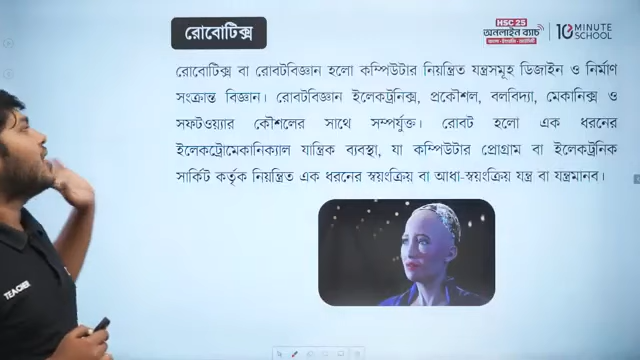 রোবোটিক্স
HSC 25
অনলাইন ব্যাচ
10 MINUTE SCHOOL
রোবোটিক্স বা রোবটবিজ্ঞান হলো কম্পিউটার নিয়ন্ত্রিত যন্ত্রসমূহ ডিজাইন ও নির্মাণ
সংক্রান্ত বিজ্ঞান। রোবটবিজ্ঞান ইলেকট্রনিক্স, প্রকৌশল, বলবিদ্যা, মেকানিক্স ও
সফটওয়্যার কৌশলের সাথে সম্পর্যুক্ত। রোবট হলো এক ধরনের
ইলেকট্রোমেকানিক্যাল যান্ত্রিক ব্যবস্থা, যা কম্পিউটার প্রোগ্রাম বা ইলেকট্রনিক
সার্কিট কর্তৃক নিয়ন্ত্রিত এক ধরনের স্বয়ংক্রিয় বা আধা-স্বয়ংক্রিয় যন্ত্র বা যন্ত্রমানব।
TEACHER